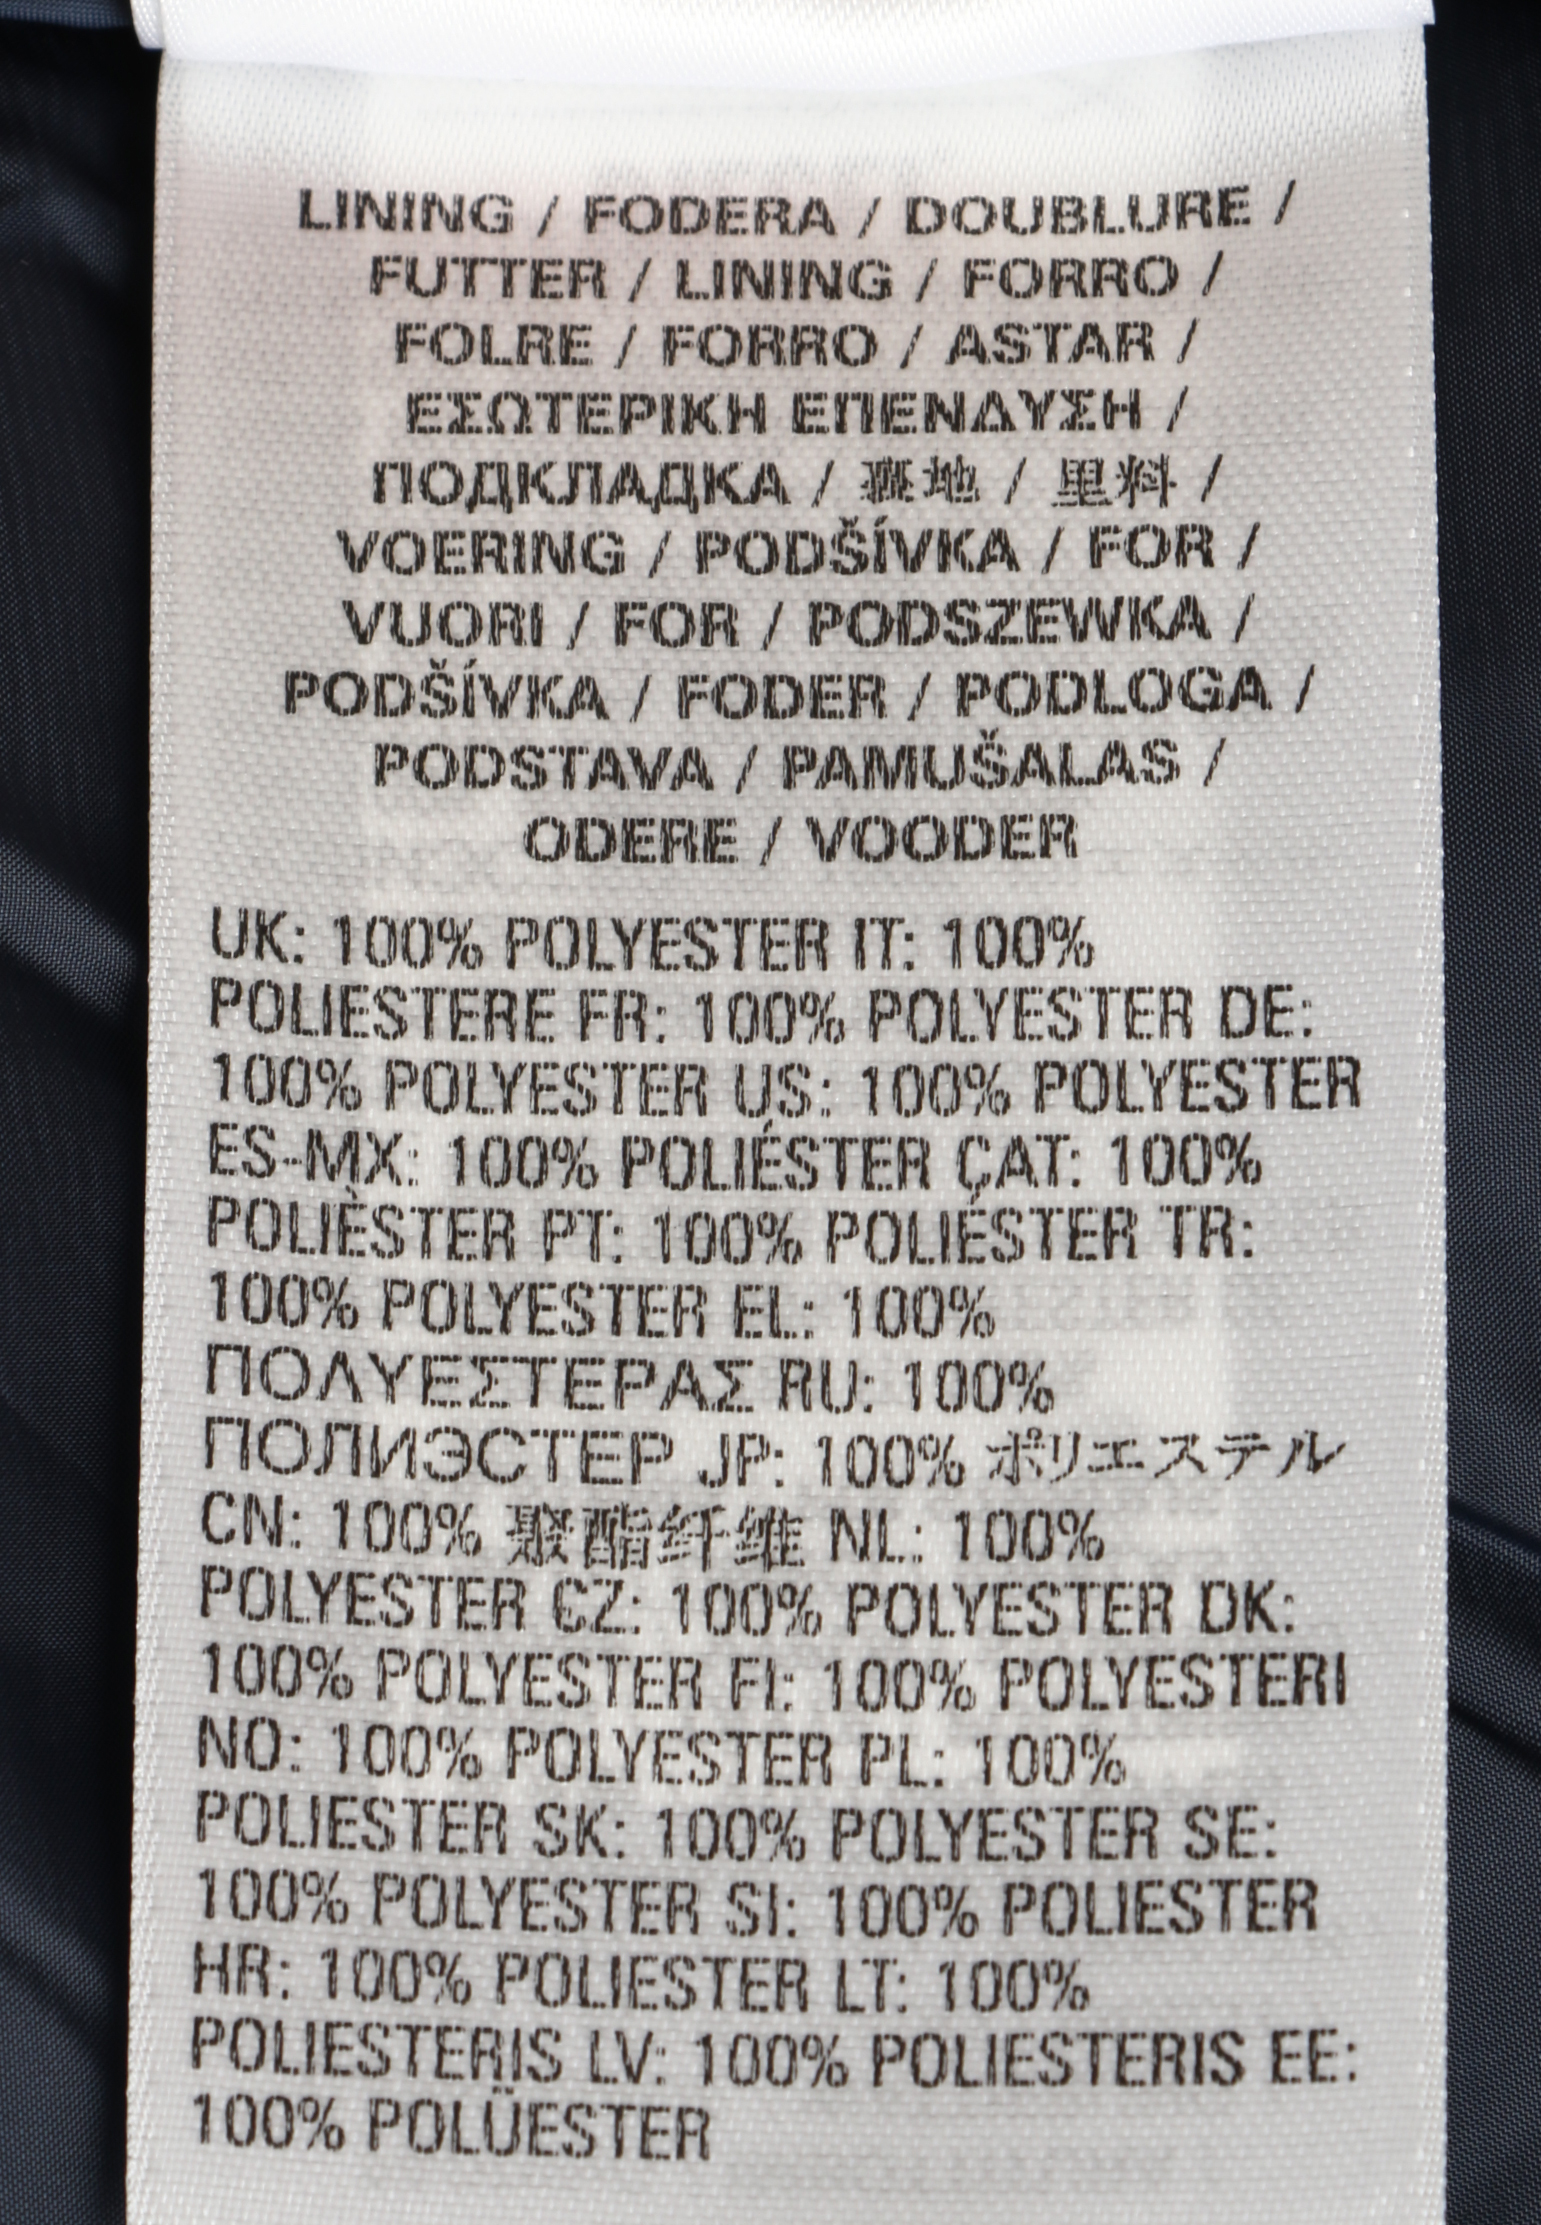 LINING / FODERA / DOUBLURE /
FUTTER / LINING / FORRO /
FOLRE / FORRO / ASTAR /
ΕΣΩΤΕΡΙΚΗ ΕΠΕΝΔΥΣΗ /
ПОДКЛАДКА / 裏地 / 里料 /
VOERING / PODŠÍVKA / FOR /
VUORI / FOR / PODSZEWKA /
PODŠÍVKA / FODER / PODLOGA /
PODSTAVA / PAMUŠALAS /
ODERE / VOODER
UK: 100% POLYESTER IT: 100%
POLIESTERE FR: 100% POLYESTER DE:
100% POLYESTER US: 100% POLYESTER
ES-MX: 100% POLIÉSTER CAT: 100%
POLIÈSTER PT: 100% POLIÉSTER TR:
100% POLYESTER EL: 100%
ΠΟΛΥΕΣΤΕΡΑΣ RU: 100%
ПОЛИЭСТЕР JP: 100% ポリエステル
CN: 100% 聚酯纤维 NL: 100%
POLYESTER CZ: 100% POLYESTER DK:
100% POLYESTER FI: 100% POLYESTERI
NO: 100% POLYESTER PL: 100%
POLIESTER SK: 100% POLYESTER SE:
100% POLYESTER SI: 100% POLIESTER
HR: 100% POLIESTER LT: 100%
POLIESTERIS LV: 100% POLIESTERIS EE:
100% POLÜESTER